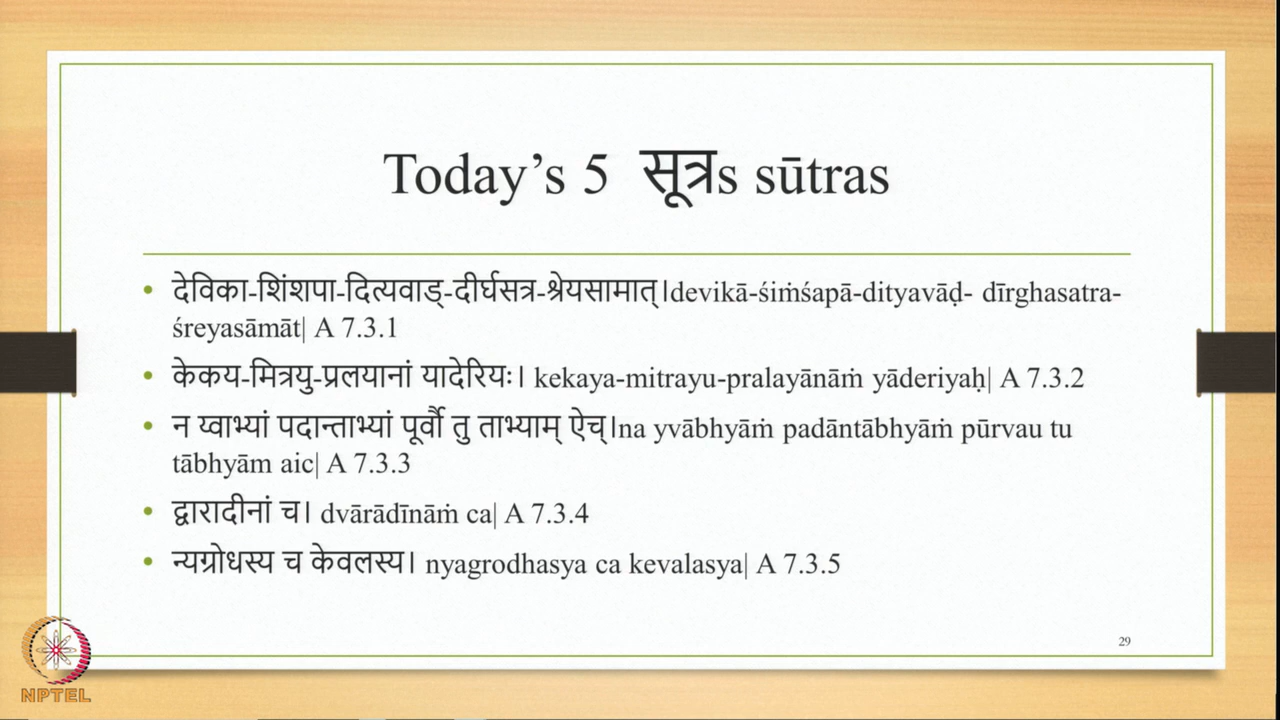 Today’s 5 सूत्रs sūtras
• देविका-शिंशपा-दित्यवाड्-दीर्घसत्र-श्रेयसामात्।devikā-śiṁśapā-dityavāḍ- dīrghasatra-
śreyasāmāt| A 7.3.1
• केकय-मित्रयु-प्रलयानां यादेरियः। kekaya-mitrayu-pralayānāṁ yāderiyaḥ| A 7.3.2
• न य्वाभ्यां पदान्ताभ्यां पूर्वौ तु ताभ्याम् ऐच्।na yvābhyāṁ padāntābhyāṁ pūrvau tu
tābhyām aic| A 7.3.3
• द्वारादीनां च। dvārādīnāṁ ca| A 7.3.4
• न्यग्रोधस्य च केवलस्य। nyagrodhasya ca kevalasya| A 7.3.5
29
NPTEL